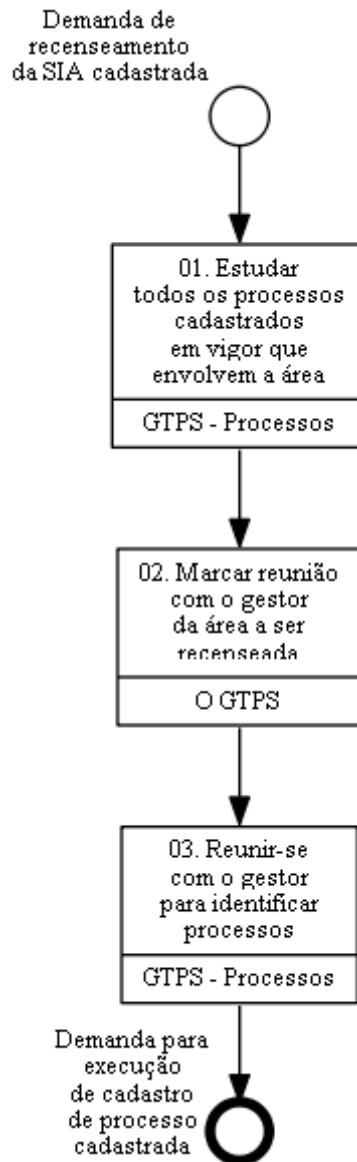 Demanda de
recenseamento
da SIA cadastrada
01. Estudar
todos os processos
cadastrados
em vigor que
envolvem a área
GTPS - Processos
02. Marcar reunião
com o gestor
da área a ser
recenseada
O GTPS
03. Reunir-se
com o gestor
para identificar
processos
GTPS - Processos
Demanda para
execução
de cadastro
de processo
cadastrada